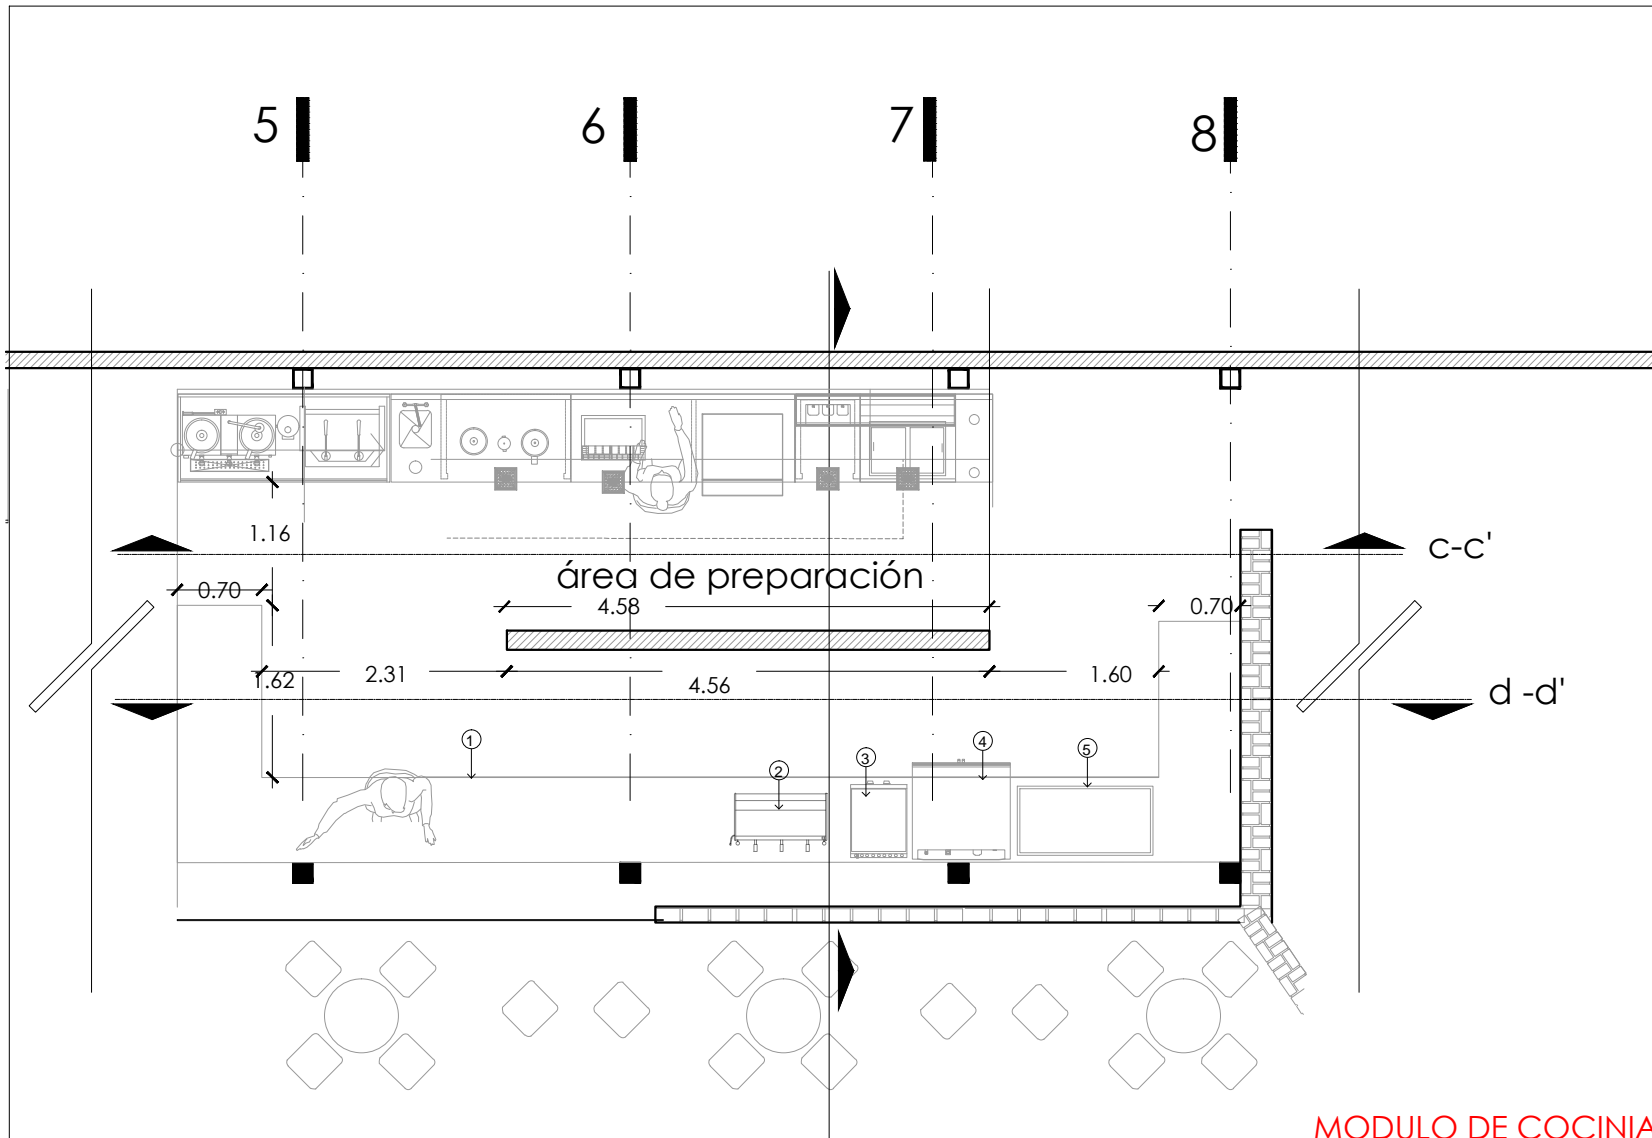 5 6 7 8
1.16
c-c'
área de preparación
0.70 4.58 0.70
1.62 2.31 4.56 1.60
d -d'
1 2 3 4 5
MODULO DE COCINIA